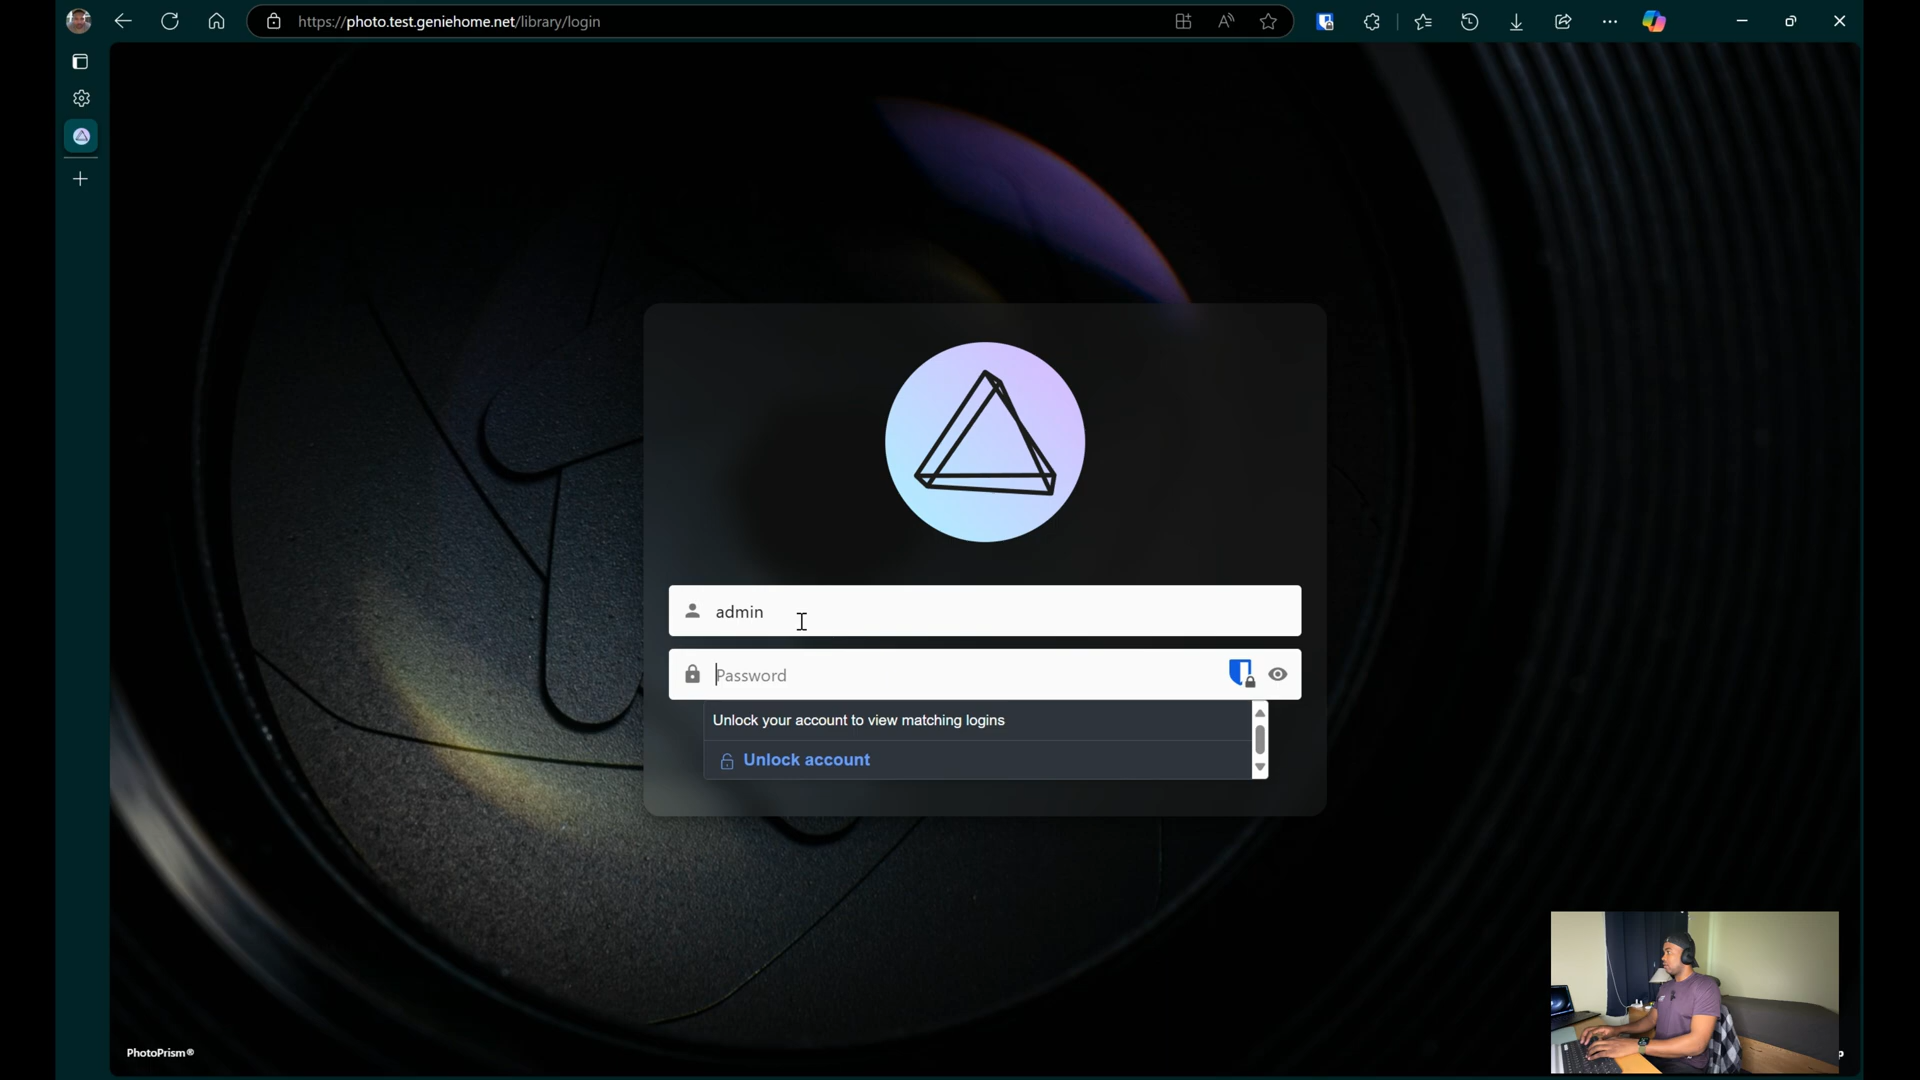 https://photo.test.geniehome.net/library/login
admin
Password
Unlock your account to view matching logins
Unlock account
PhotoPrism®